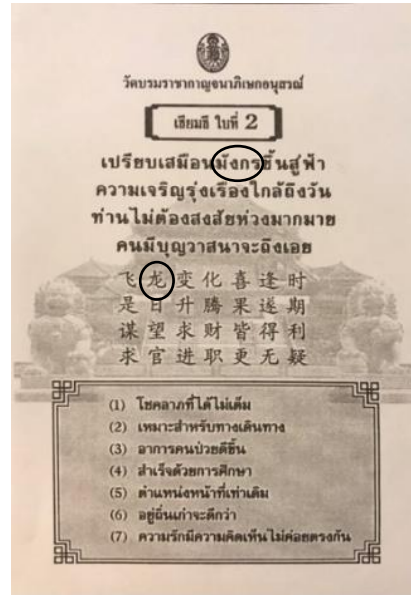 วัดบรมราชากาญจนาภิเษกอนุสรณ์
เซียมซี ใบที่ 2
เปรียบเสมือนมังกรขึ้นสู่ฟ้า
ความเจริญรุ่งเรืองใกล้ถึงวัน
ท่านไม่ต้องสงสัยห่วงมากมาย
คนมีบุญวาสนาจะถึงเอย
飞龙变化喜逢时
是日升腾果遂期
谋望求财皆得利
求官进职更无疑
(1) โชคลาภที่ได้ไม่เต็ม
(2) เหมาะสำหรับทางเดินทาง
(3) อาการคนป่วยดีขึ้น
(4) สำเร็จด้วยการศึกษา
(5) ตำแหน่งหน้าที่เท่าเดิม
(6) อยู่ถิ่นเก่าจะดีกว่า
(7) ความรักมีความคิดเห็นไม่ค่อยตรงกัน